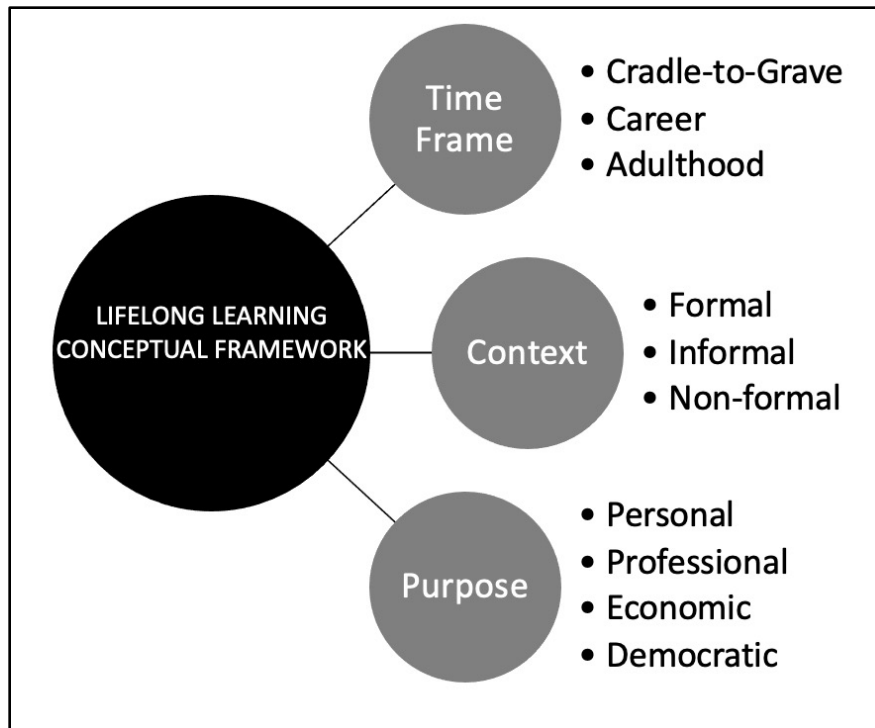 Time
Frame
• Cradle-to-Grave
• Career
• Adulthood
LIFELONG LEARNING
CONCEPTUAL FRAMEWORK
Context
• Formal
• Informal
• Non-formal
Purpose
• Personal
• Professional
• Economic
• Democratic